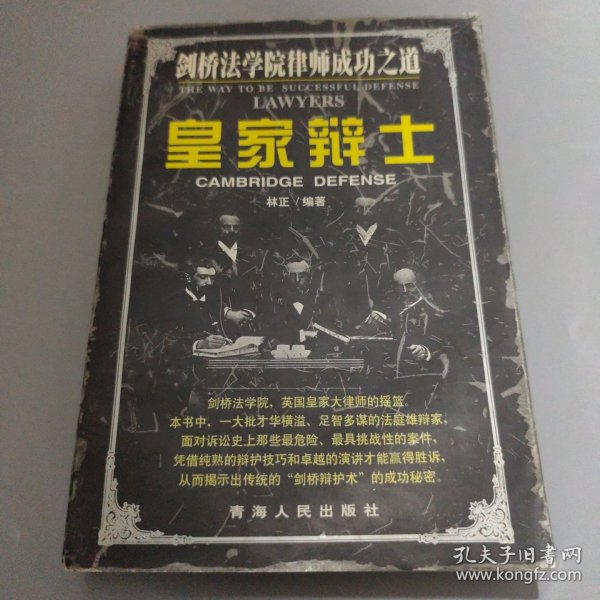 剑桥法学院律师成功之道
THE WAY TO BE SUCCESSFUL DEFENSE
LAWYERS
皇家辩士
CAMBRIDGE DEFENSE
林正/编著
剑桥法学院，英国皇家大律师的摇篮。
本书中，一大批才华横溢、足智多谋的法庭雄辩家，
面对诉讼史上那些最危险、最具挑战性的案件，
凭借纯熟的辩护技巧和卓越的演讲才能赢得胜诉，
从而揭示出传统的“剑桥辩护术”的成功秘密。
青海人民出版社
孔夫子旧书网
www.kongfz.com